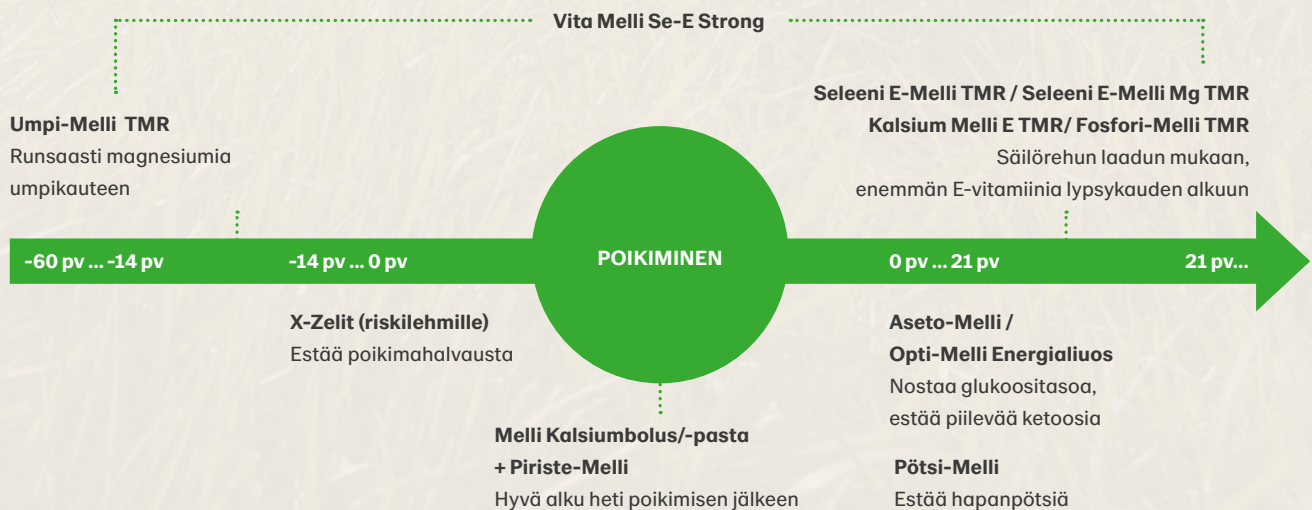 Vita Melli Se-E Strong
Umpi-Melli TMR
Runsaasti magnesiumia
umpikauteen
Seleeni E-Melli TMR / Seleeni E-Melli Mg TMR
Kalsium Melli E TMR/ Fosfori-Melli TMR
Säilörehun laadun mukaan,
enemmän E-vitamiinia lypsykauden alkuun
-60 pv ... -14 pv
-14 pv ... 0 pv
POIKIMINEN
0 pv ... 21 pv
21 pv...
X-Zelit (riskilehmille)
Estää poikimahalvausta
Melli Kalsiumbolus/-pasta
+ Piriste-Melli
Hyvä alku heti poikimisen jälkeen
Aseto-Melli /
Opti-Melli Energialiuos
Nostaa glukoositasoa,
estää piilevää ketoosia
Pötsi-Melli
Estää hapanpötsiä